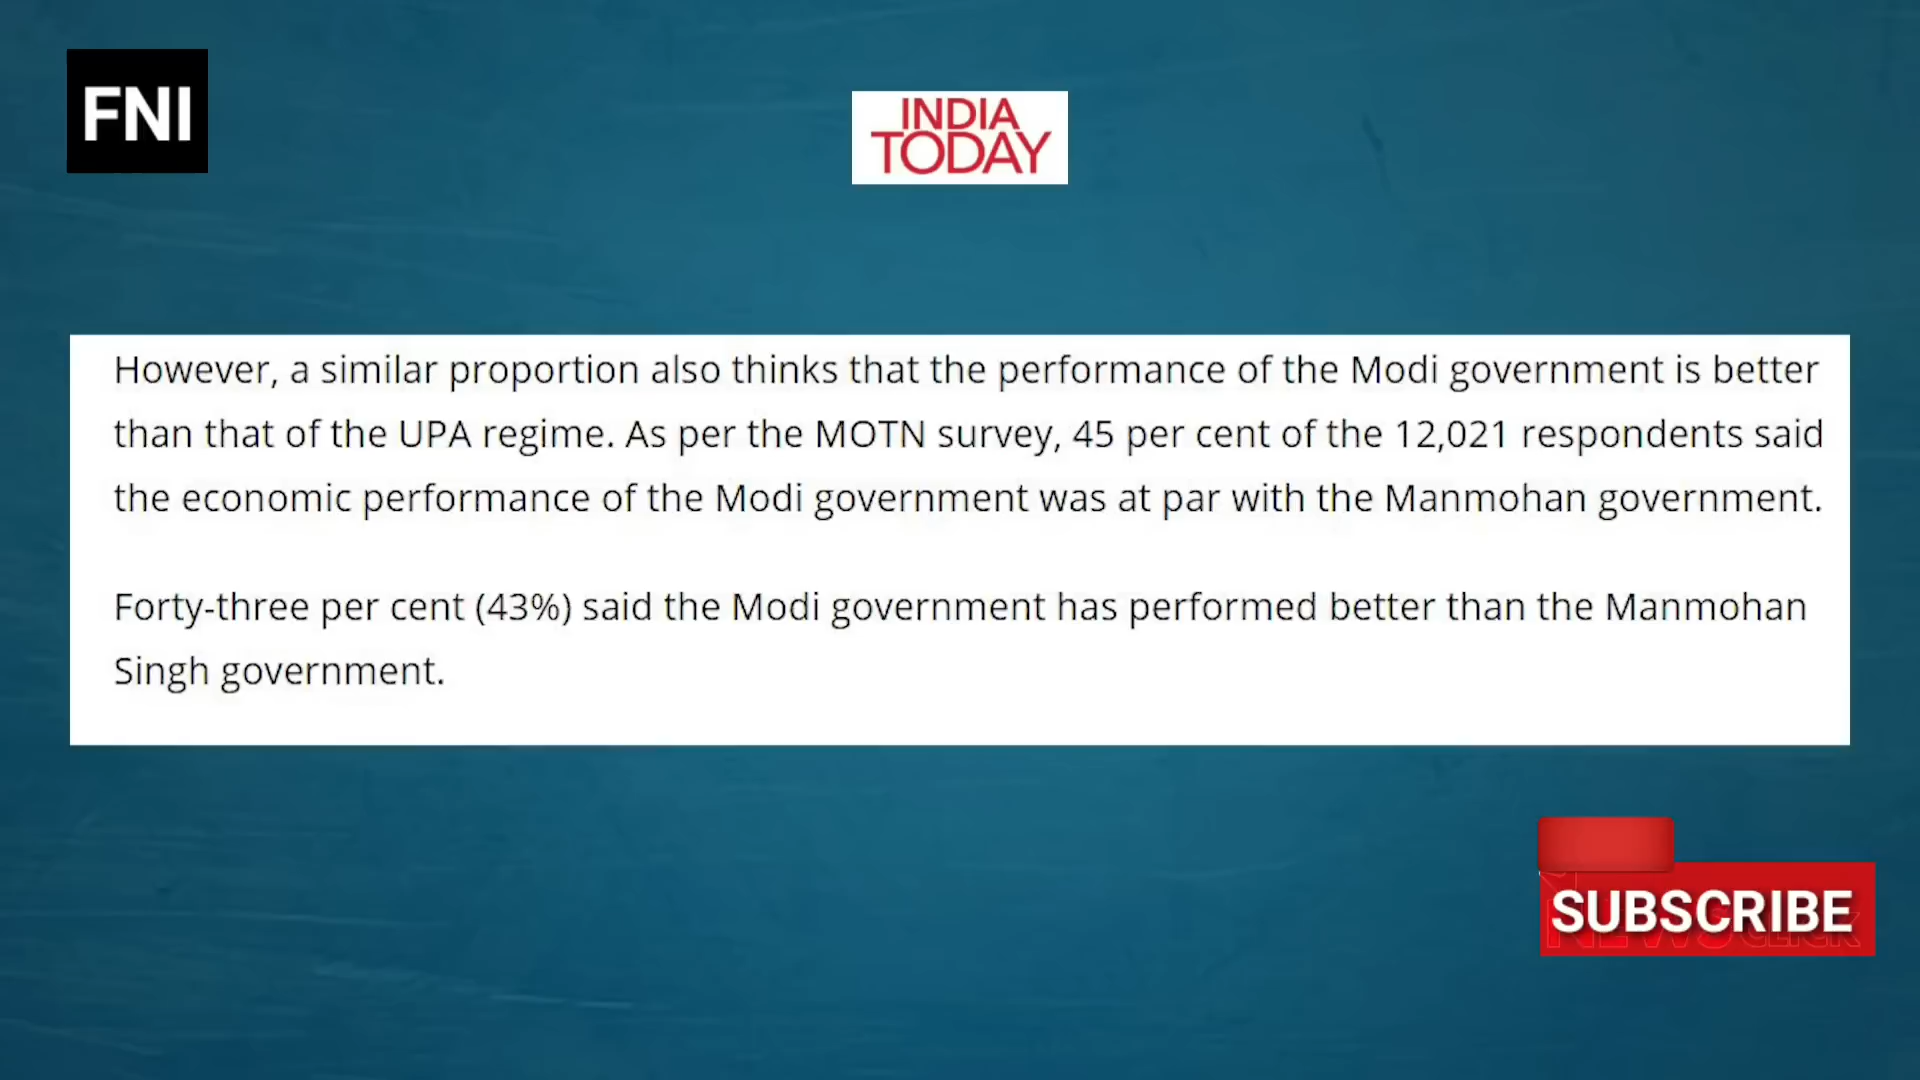 FNI
INDIA
TODAY
However, a similar proportion also thinks that the performance of the Modi government is better
than that of the UPA regime. As per the MOTN survey, 45 per cent of the 12,021 respondents said
the economic performance of the Modi government was at par with the Manmohan government.
Forty-three per cent (43%) said the Modi government has performed better than the Manmohan
Singh government.
SUBSCRIBE
NEWS CLICK